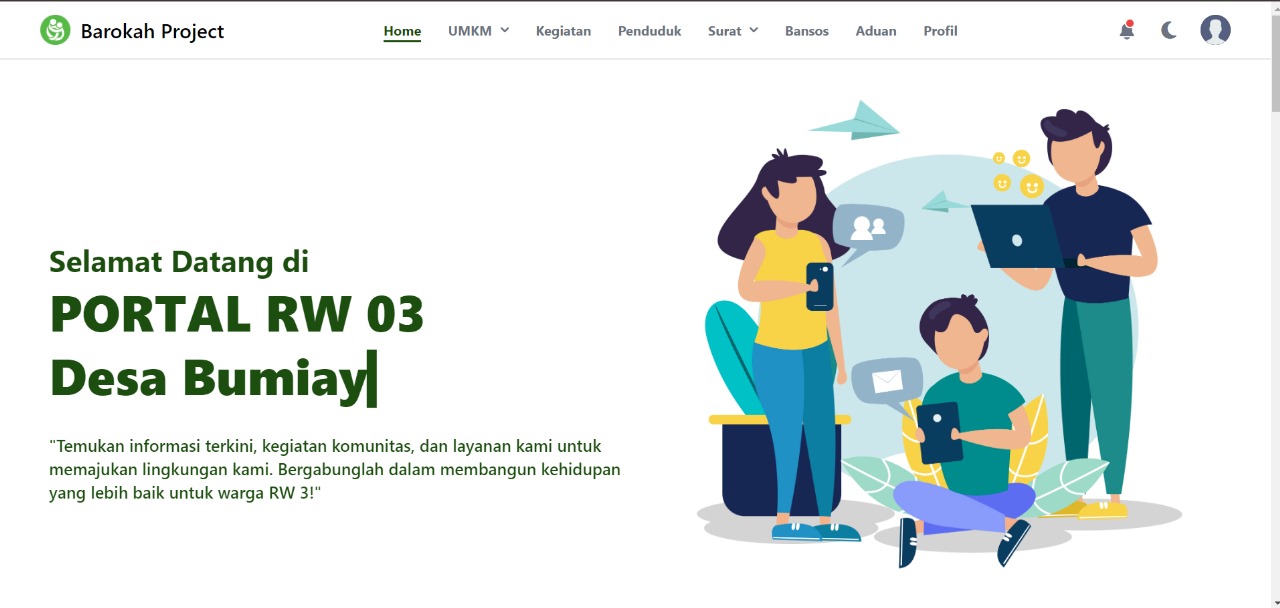 Barokah Project
Home UMKM Kegiatan Penduduk Surat Bansos Aduan Profil
Selamat Datang di
PORTAL RW 03
Desa Bumiay
"Temukan informasi terkini, kegiatan komunitas, dan layanan kami untuk
memajukan lingkungan kami. Bergabunglah dalam membangun kehidupan
yang lebih baik untuk warga RW 3!"